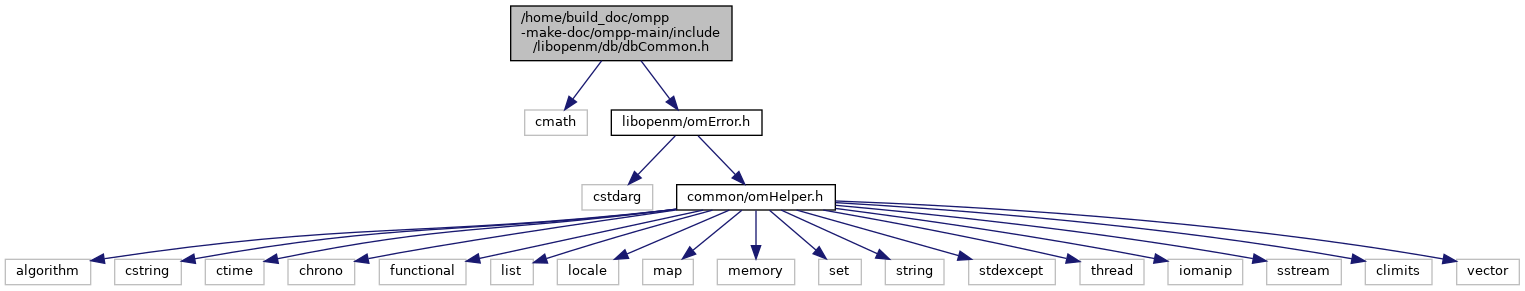 /home/build_doc/ompp
-make-doc/ompp-main/include
/libopenm/db/dbCommon.h
cmath
libopenm/omError.h
cstdarg
common/omHelper.h
algorithm
cstring
ctime
chrono
functional
list
locale
map
memory
set
string
stdexcept
thread
iomanip
sstream
climits
vector